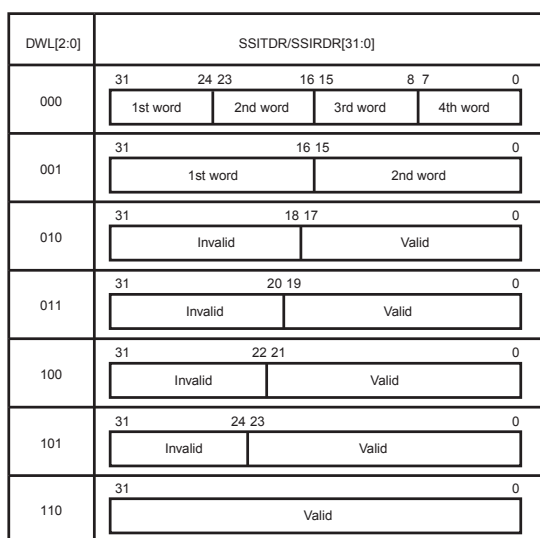 DWL[2:0] SSITDR/SSIRDR[31:0]
31 24 23 16 15 8 7 0
000 1st word 2nd word 3rd word 4th word
31 16 15 0
001 1st word 2nd word
31 18 17 0
010 Invalid Valid
31 20 19 0
011 Invalid Valid
31 22 21 0
100 Invalid Valid
31 24 23 0
101 Invalid Valid
31 0
110 Valid